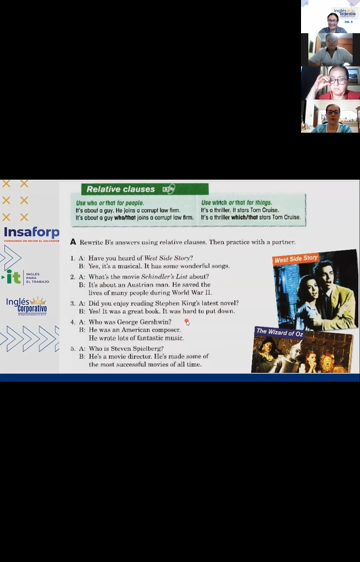 Relative clauses
Use who or that for people.
It's about a guy. He joins a corrupt law firm.
It's about a guy who/that joins a corrupt law firm.
Use which or that for things.
It's a thriller. It stars Tom Cruise.
It's a thriller which/that stars Tom Cruise.
Insaforp
it
INGLÉS
PARA
EL TRABAJO
Inglés
Corporativo
A Rewrite B's answers using relative clauses. Then practice with a partner.
1. A: Have you heard of West Side Story?
B: Yes, it's a musical. It has some wonderful songs.
2. A: What's the movie Schindler's List about?
B: It's about an Austrian man. He saved the
lives of many people during World War II.
3. A: Did you enjoy reading Stephen King's latest novel?
B: Yes! It was a great book. It was hard to put down.
4. A: Who was George Gershwin?
B: He was an American composer.
He wrote lots of fantastic music.
5. A: Who is Steven Spielberg?
B: He's a movie director. He's made some of
the most successful movies of all time.
West Side Story
The Wizard of Oz